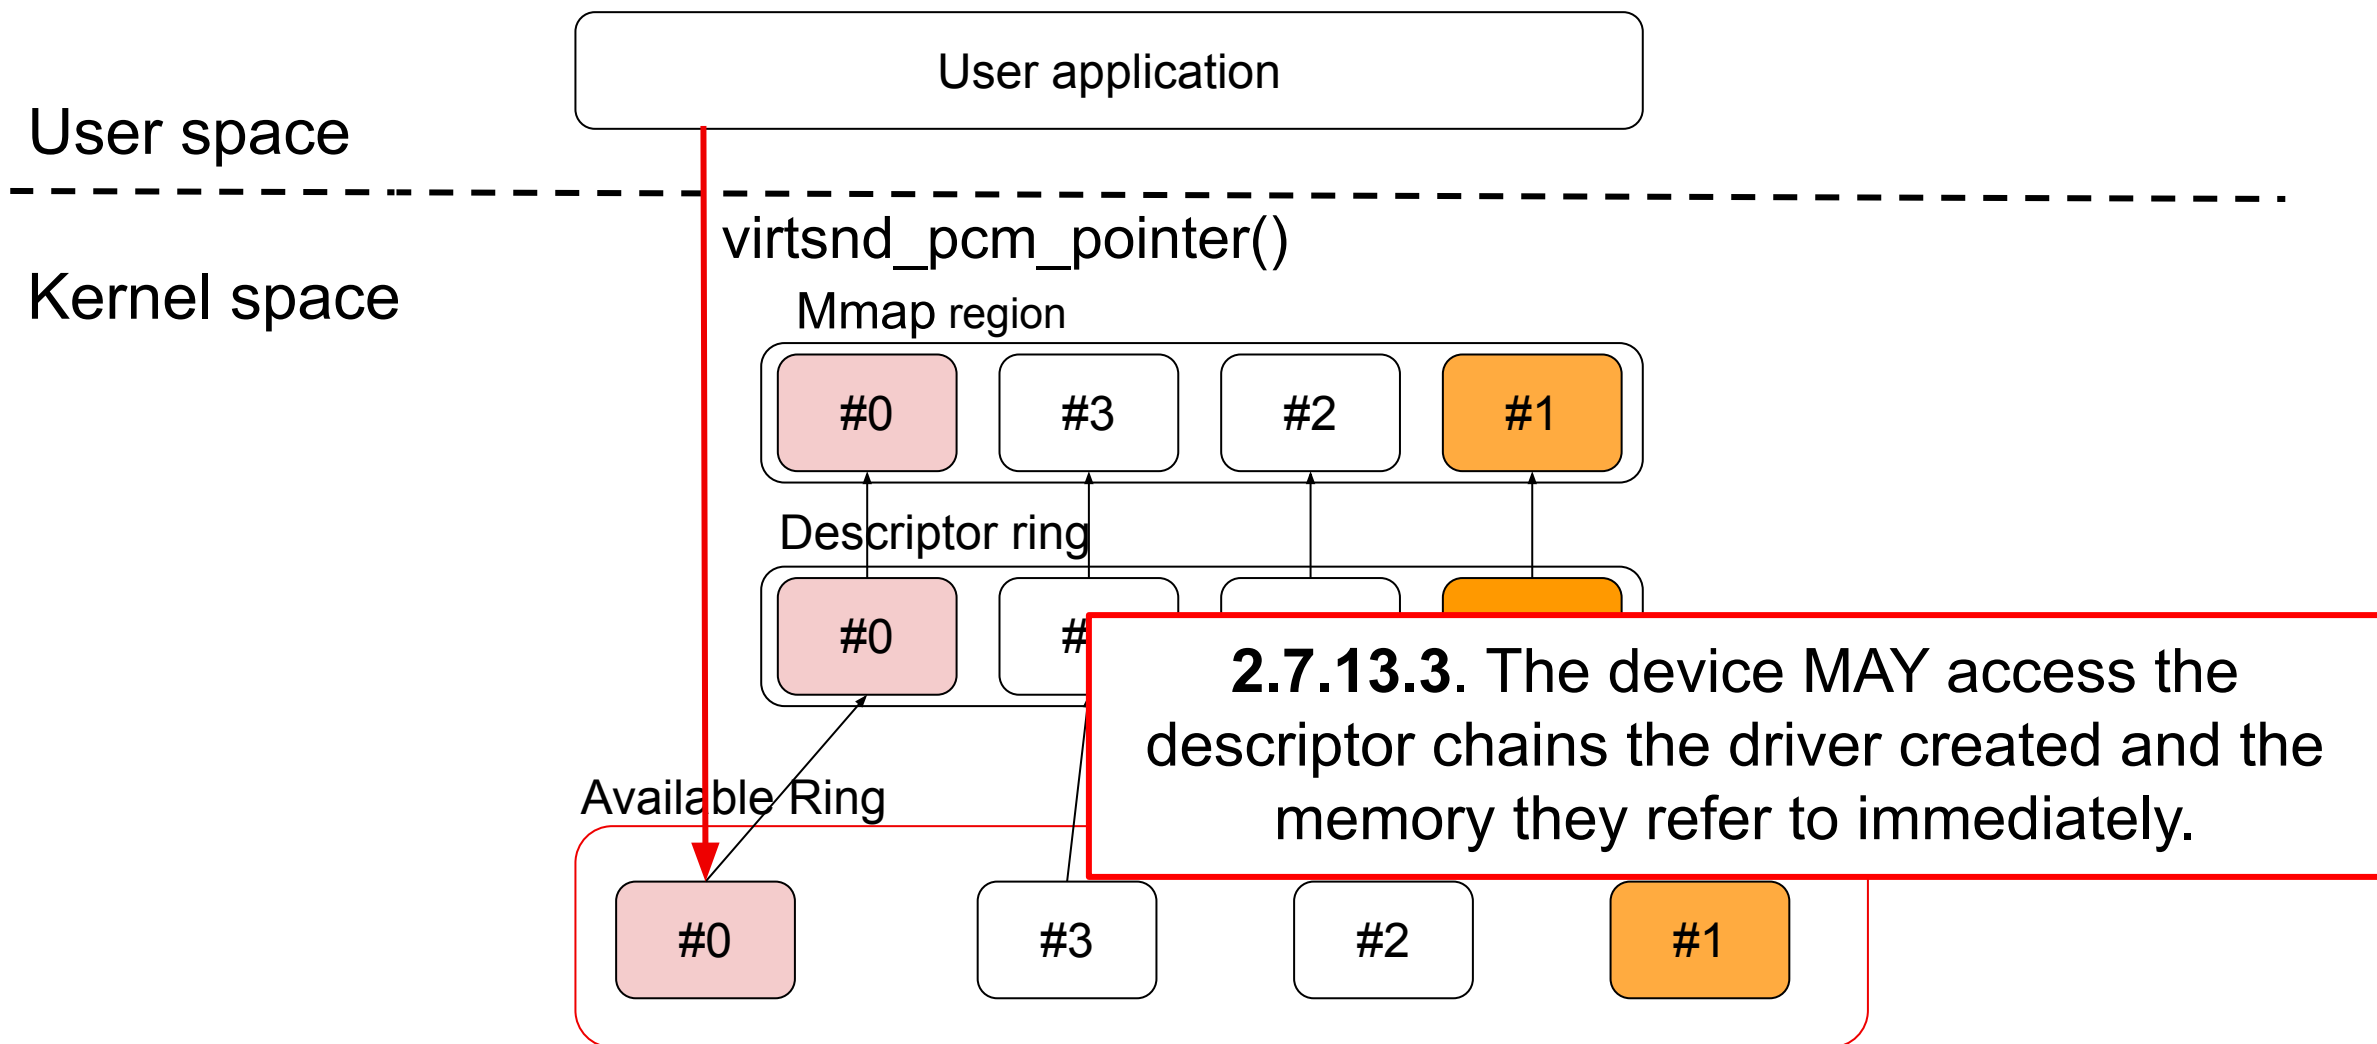 User application
User space
virtsnd_pcm_pointer()
Kernel space
Mmap region
#0 #3 #2 #1
Descriptor ring
#0 #
2.7.13.3. The device MAY access the
descriptor chains the driver created and the
memory they refer to immediately.
Available Ring
#0 #3 #2 #1